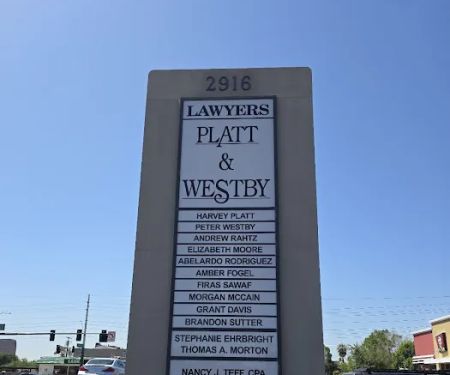 2916
LAWYERS
PLATT
&
WESTBY
HARVEY PLATT
PETER WESTBY
ANDREW RAHTZ
ELIZABETH MOORE
ABELARDO RODRIGUEZ
AMBER FOGEL
FIRAS SAWAF
MORGAN MCCAIN
GRANT DAVIS
BRANDON SUTTER
STEPHANIE EHRBRIGHT
THOMAS A. MORTON
NANCY J. TEFF CPA